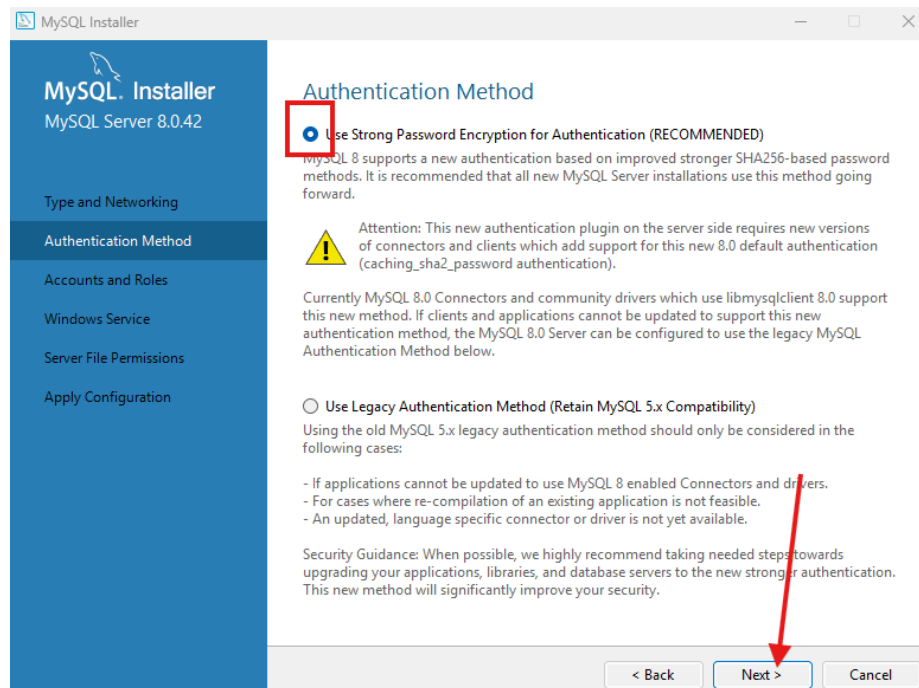 MySQL Installer
MySQL. Installer
MySQL Server 8.0.42
Type and Networking
Authentication Method
Accounts and Roles
Windows Service
Server File Permissions
Apply Configuration
Authentication Method
Use Strong Password Encryption for Authentication (RECOMMENDED)
MySQL 8 supports a new authentication based on improved stronger SHA256-based password
methods. It is recommended that all new MySQL Server installations use this method going
forward.
Attention: This new authentication plugin on the server side requires new versions
of connectors and clients which add support for this new 8.0 default authentication
(caching_sha2_password authentication).
Currently MySQL 8.0 Connectors and community drivers which use libmysqlclient 8.0 support
this new method. If clients and applications cannot be updated to support this new
authentication method, the MySQL 8.0 Server can be configured to use the legacy MySQL
Authentication Method below.
Use Legacy Authentication Method (Retain MySQL 5.x Compatibility)
Using the old MySQL 5.x legacy authentication method should only be considered in the
following cases:
- If applications cannot be updated to use MySQL 8 enabled Connectors and drivers.
- For cases where re-compilation of an existing application is not feasible.
- An updated, language specific connector or driver is not yet available.
Security Guidance: When possible, we highly recommend taking needed steps towards
upgrading your applications, libraries, and database servers to the new stronger authentication.
This new method will significantly improve your security.
< Back
Next >
Cancel